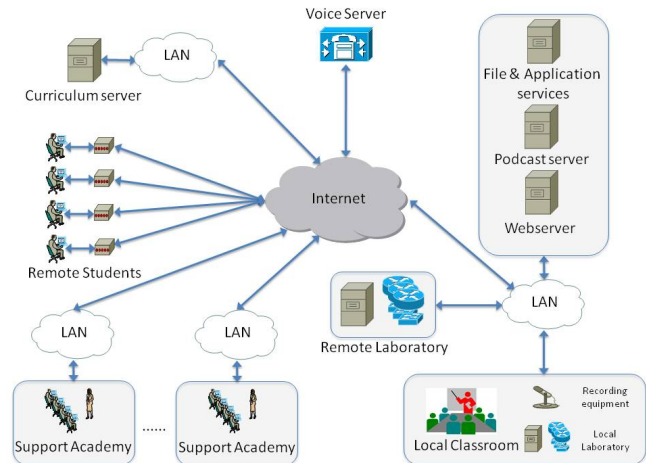 Voice Server
LAN
Curriculum server
File & Application
services
Podcast server
Webserver
Internet
Remote Students
LAN
LAN
LAN
Remote Laboratory
Support Academy
......
Support Academy
Local Classroom
Recording
equipment
Local
Laboratory